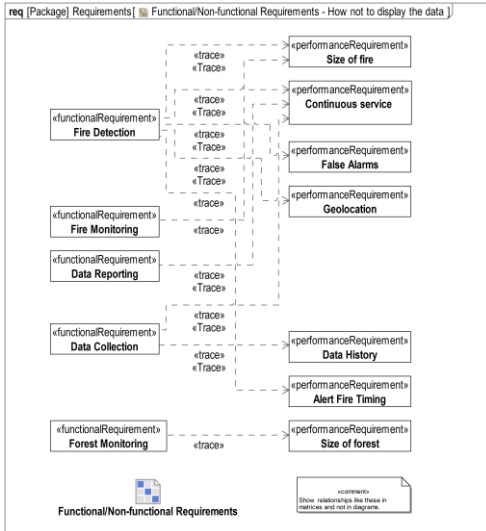 req [Package] Requirements[ Functional/Non-functional Requirements - How not to display the data ]
«performanceRequirement»
Size of fire
«trace»
«Trace»
«performanceRequirement»
Continuous service
«trace»
«Trace»
«functionalRequirement»
Fire Detection
«trace»
«Trace»
«performanceRequirement»
False Alarms
«trace»
«Trace»
«performanceRequirement»
Geolocation
«trace»
«functionalRequirement»
Fire Monitoring
«trace»
«functionalRequirement»
Data Reporting
«trace»
«Trace»
«trace»
«Trace»
«functionalRequirement»
Data Collection
«performanceRequirement»
Data History
«trace»
«Trace»
«performanceRequirement»
Alert Fire Timing
«functionalRequirement»
Forest Monitoring
«trace»
«performanceRequirement»
Size of forest
Functional/Non-functional Requirements
«comment»
Show relationships like these in
matrices and not in diagrams.